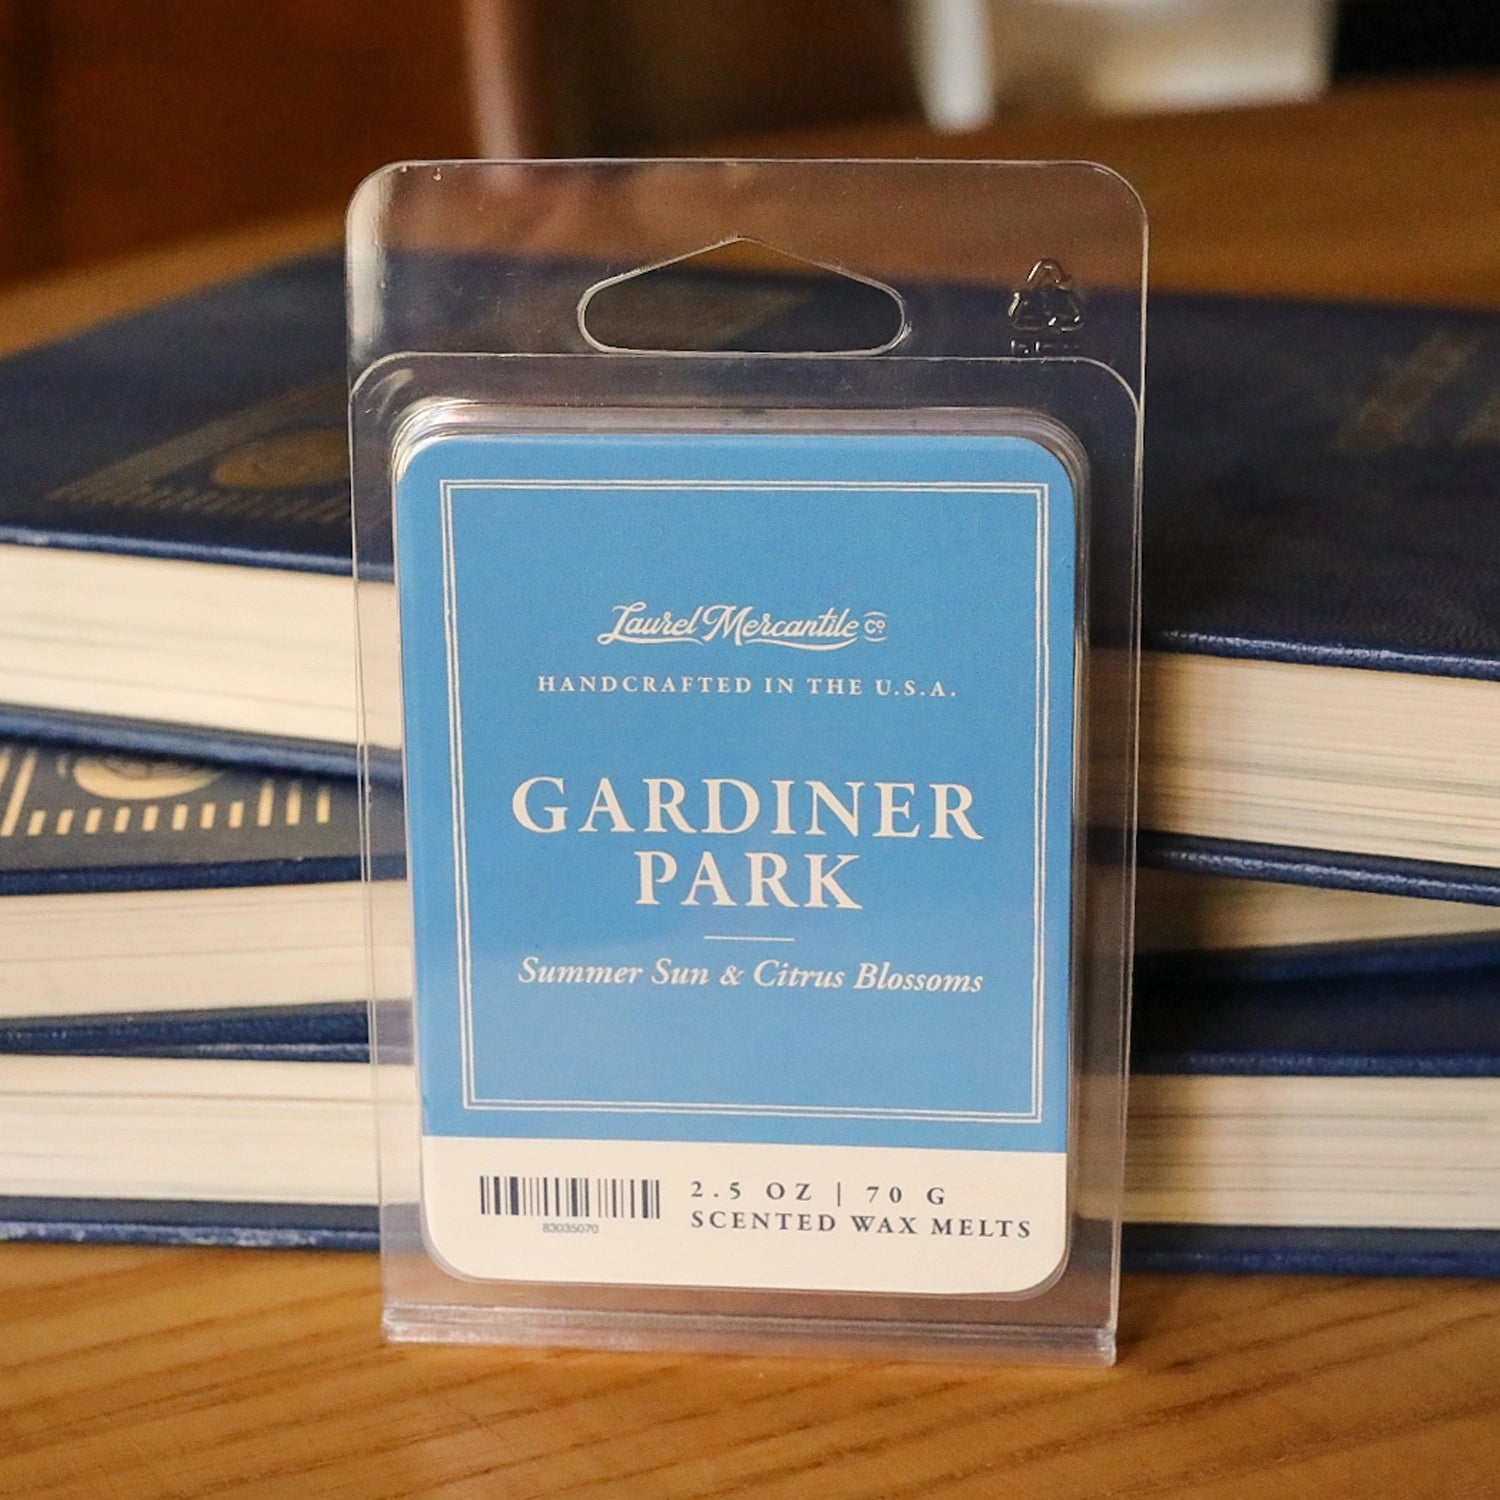 Laurel Mercantile Co
HANDCRAFTED IN THE U.S.A.
GARDINER
PARK
Summer Sun & Citrus Blossoms
83035070
2.5 OZ | 70 G
SCENTED WAX MELTS